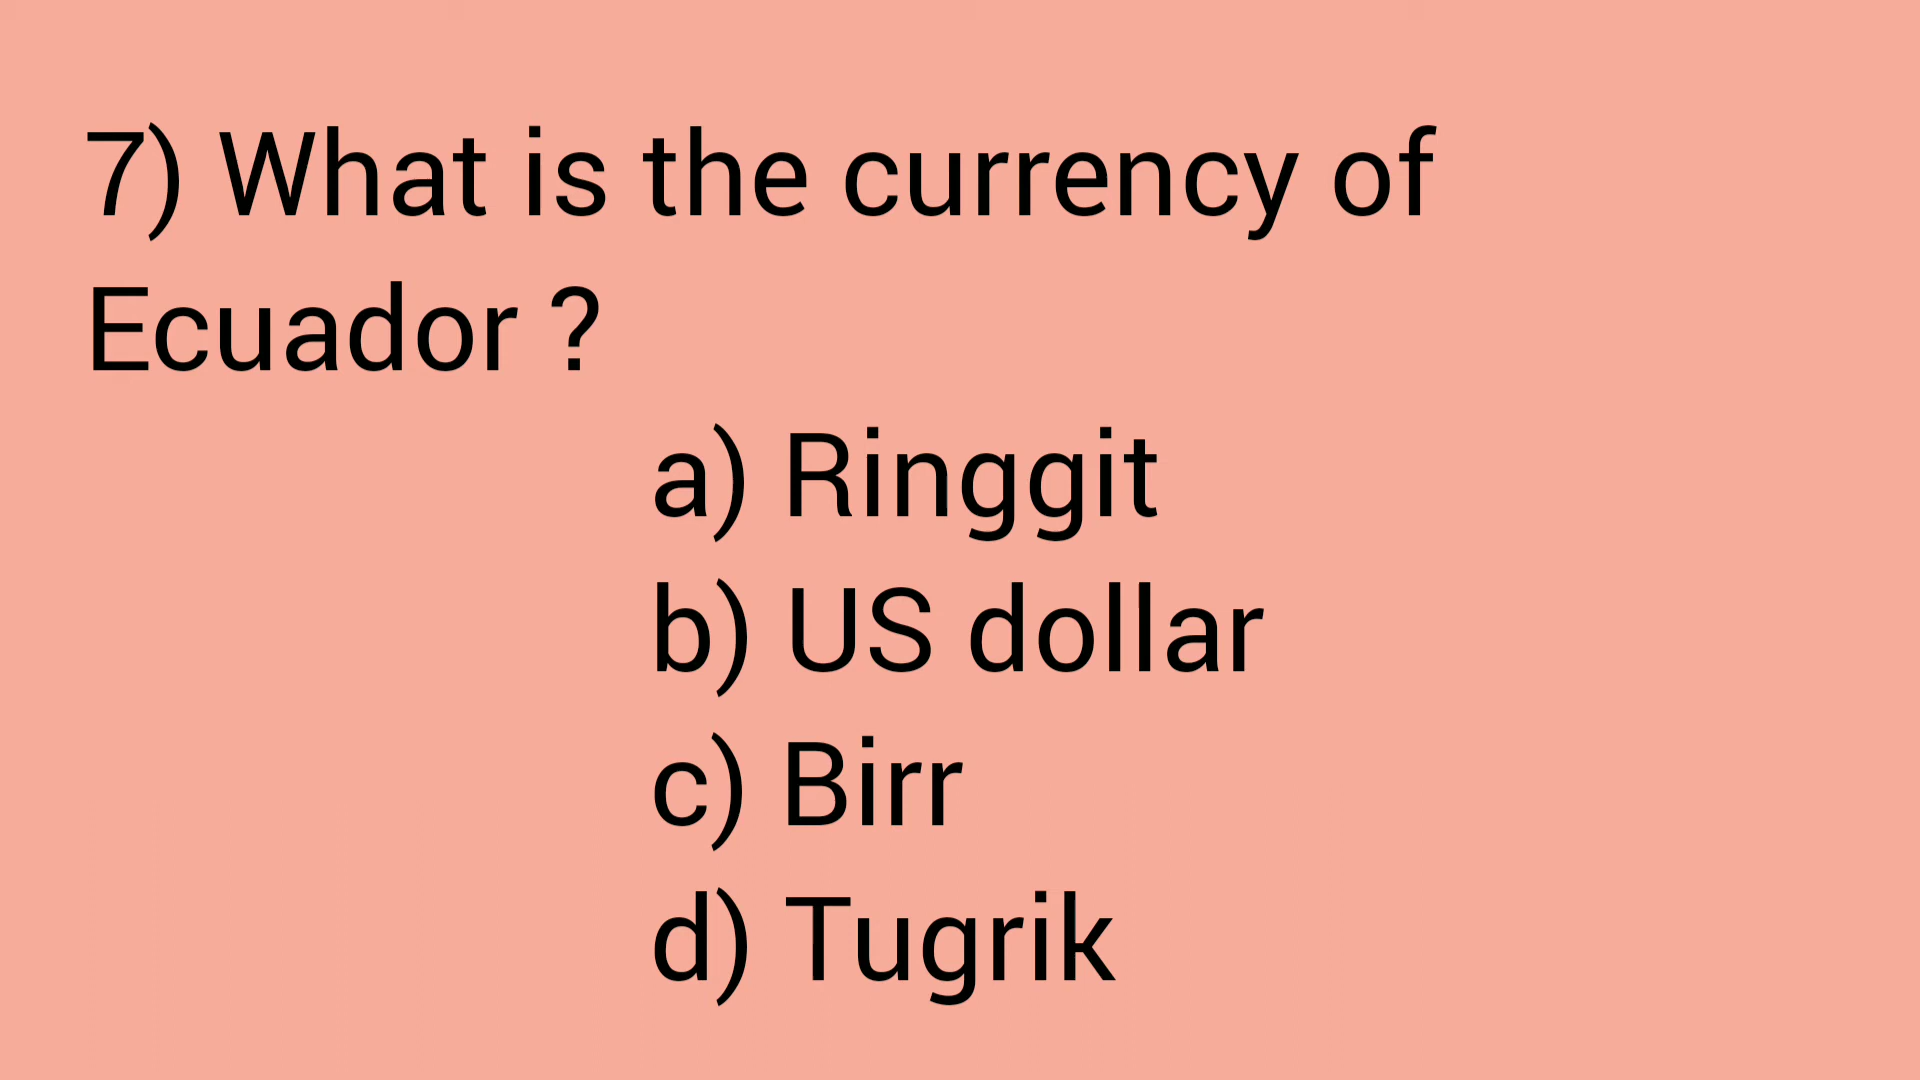 7) What is the currency of
Ecuador ?
a) Ringgit
b) US dollar
c) Birr
d) Tugrik